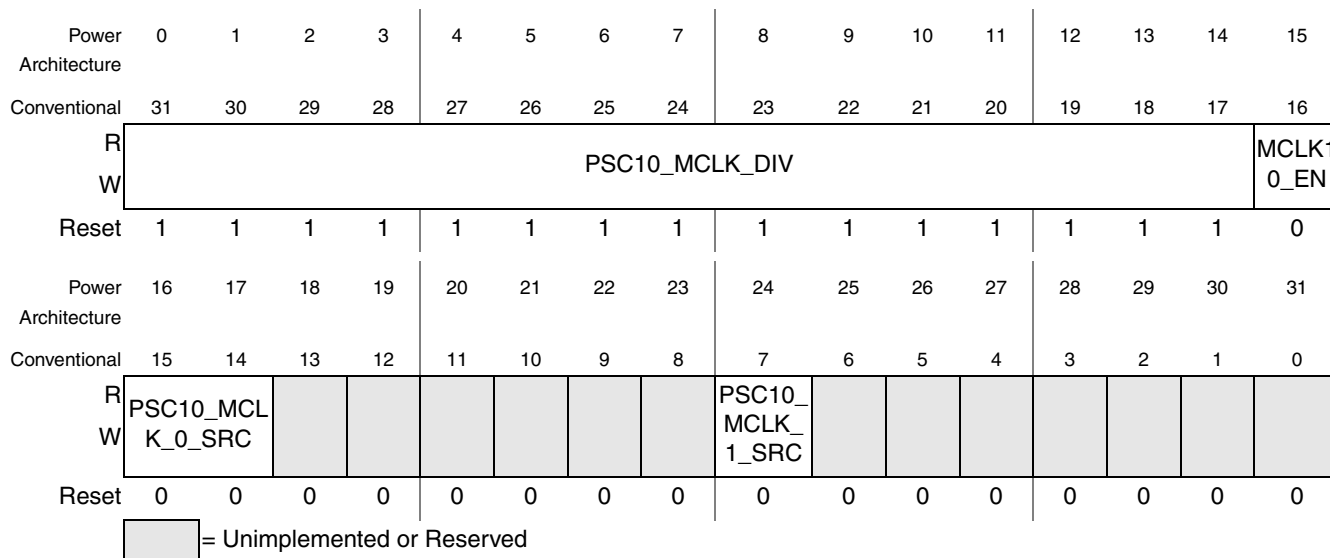 Power Architecture 0 1 2 3 4 5 6 7 8 9 10 11 12 13 14 15
Conventional 31 30 29 28 27 26 25 24 23 22 21 20 19 18 17 16
R
W
PSC10_MCLK_DIV
MCLK1
0_EN
Reset 1 1 1 1 1 1 1 1 1 1 1 1 1 1 1 0
Power Architecture 16 17 18 19 20 21 22 23 24 25 26 27 28 29 30 31
Conventional 15 14 13 12 11 10 9 8 7 6 5 4 3 2 1 0
R
W
PSC10_MCL
K_0_SRC
PSC10_
MCLK_
1_SRC
Reset 0 0 0 0 0 0 0 0 0 0 0 0 0 0 0 0
= Unimplemented or Reserved